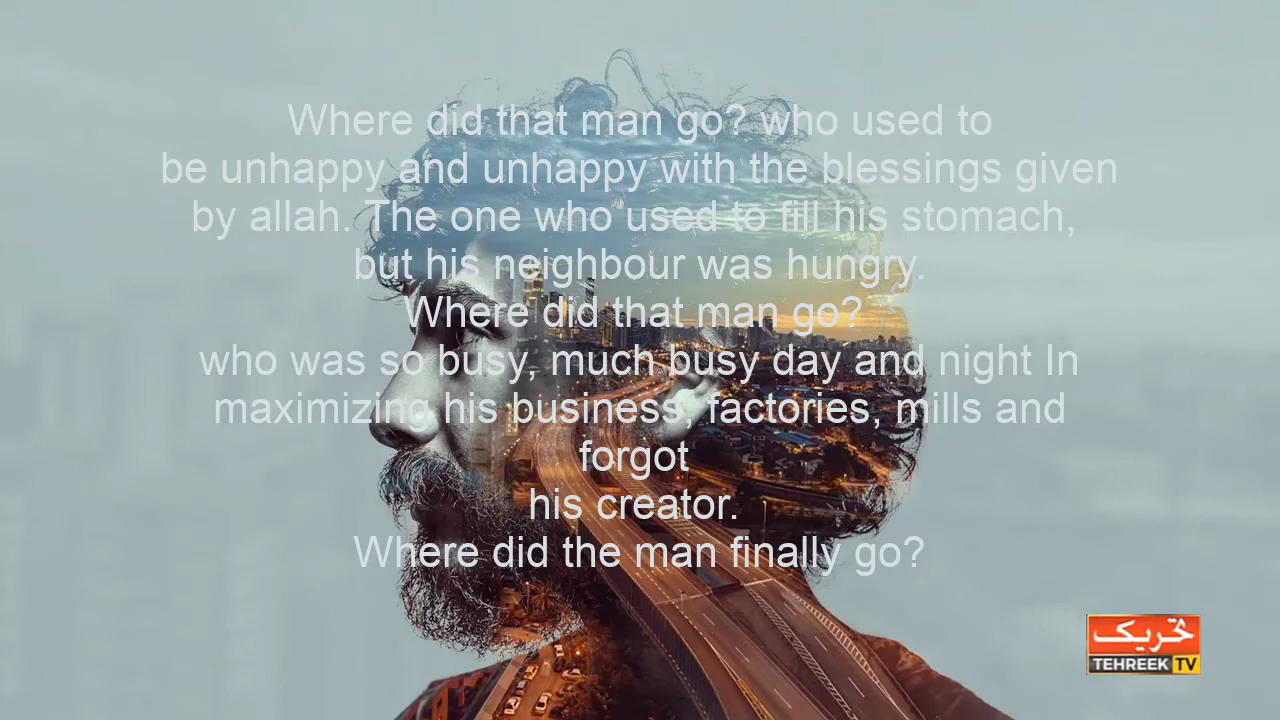 Where did that man go? who used to
be unhappy and unhappy with the blessings given
by allah. The one who used to fill his stomach,
but his neighbour was hungry.
Where did that man go?
who was so busy, much busy day and night In
maximizing his business, factories, mills and
forgot
his creator.
Where did the man finally go?
تحریک
TEHREEK TV